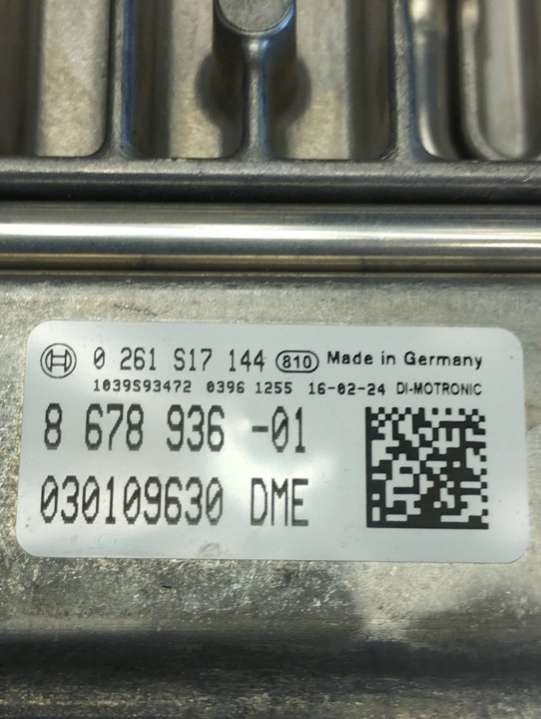 0 261 S17 144 810 Made in Germany
1039S93472 0396 1255 16-02-24 DI-MOTRONIC
8 678 936 -01
030109630 DME